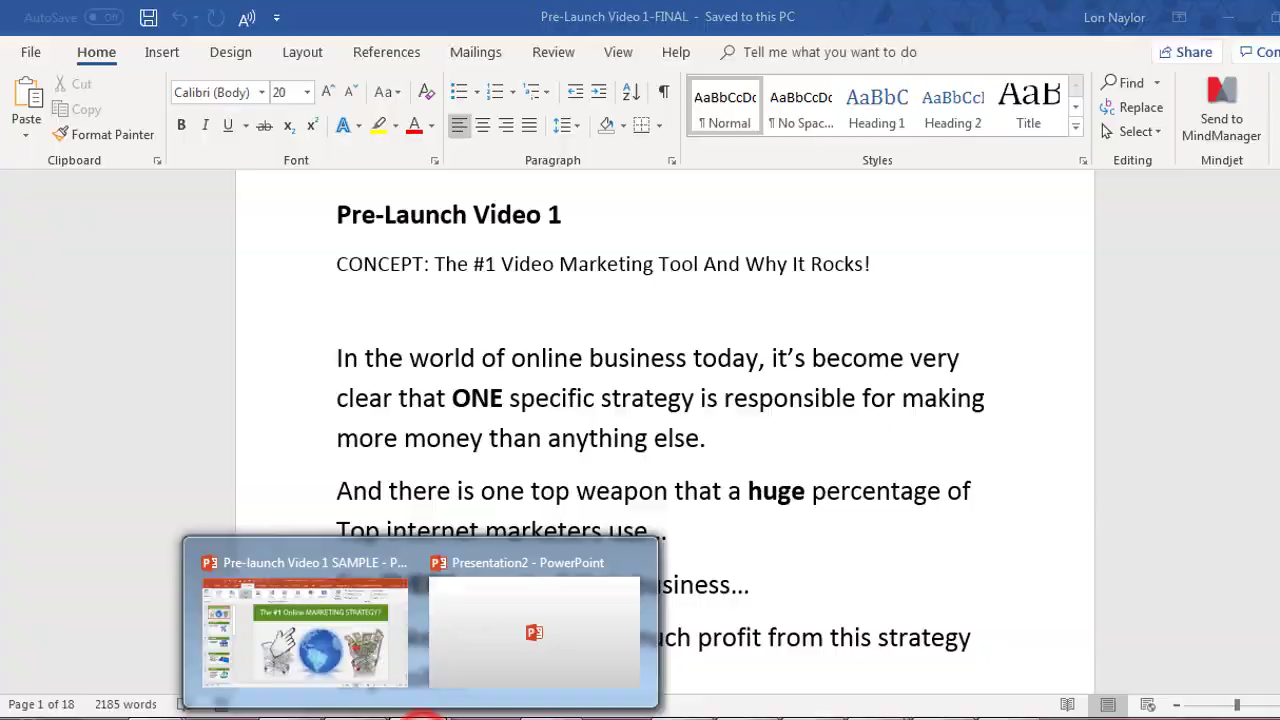 AutoSave Off Pre-Launch Video 1-FINAL - Saved to this PC Lon Naylor
File Home Insert Design Layout References Mailings Review View Help Tell me what you want to do Share Con
Paste Cut Copy Format Painter
Calibri (Body) 20
AaBbCcDc AaBbCcDc AaBbC AaBbCcI AaB
¶ Normal ¶ No Spac... Heading 1 Heading 2 Title
Find Replace Select
Send to
MindManager
Clipboard Font Paragraph Styles Editing Mindjet
Pre-Launch Video 1
CONCEPT: The #1 Video Marketing Tool And Why It Rocks!
In the world of online business today, it’s become very
clear that ONE specific strategy is responsible for making
more money than anything else.
And there is one top weapon that a huge percentage of
Top internet marketers use...
siness...
uch profit from this strategy
Pre-launch Video 1 SAMPLE - P... Presentation2 - PowerPoint
The #1 Online MARKETING STRATEGY?
Page 1 of 18 2185 words